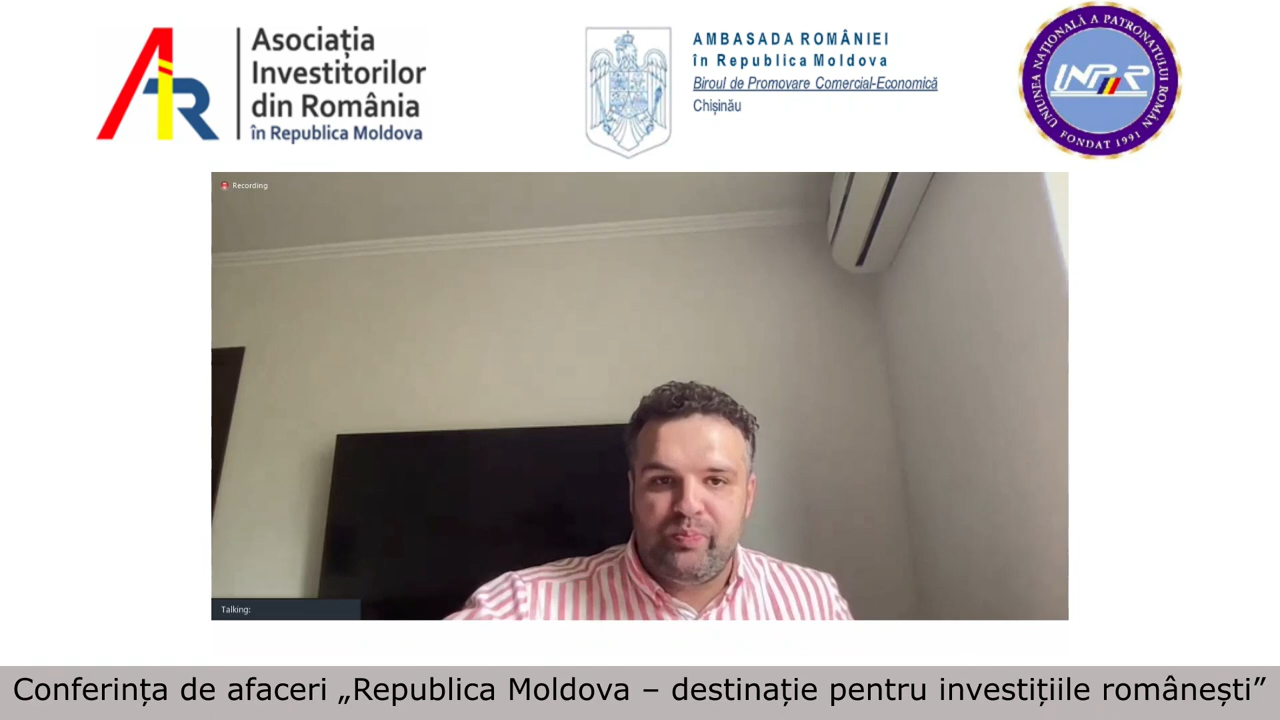 Asociația
Investitorilor
din România
în Republica Moldova
AMBASADA ROMÂNIEI
în Republica Moldova
Biroul de Promovare Comercial-Economică
Chișinău
UNIUNEA NAȚIONALĂ A PATRONATULUI ROMÂN
UNPR
FONDAT 1991
Recording
Talking:
Conferința de afaceri „Republica Moldova – destinație pentru investițiile românești”